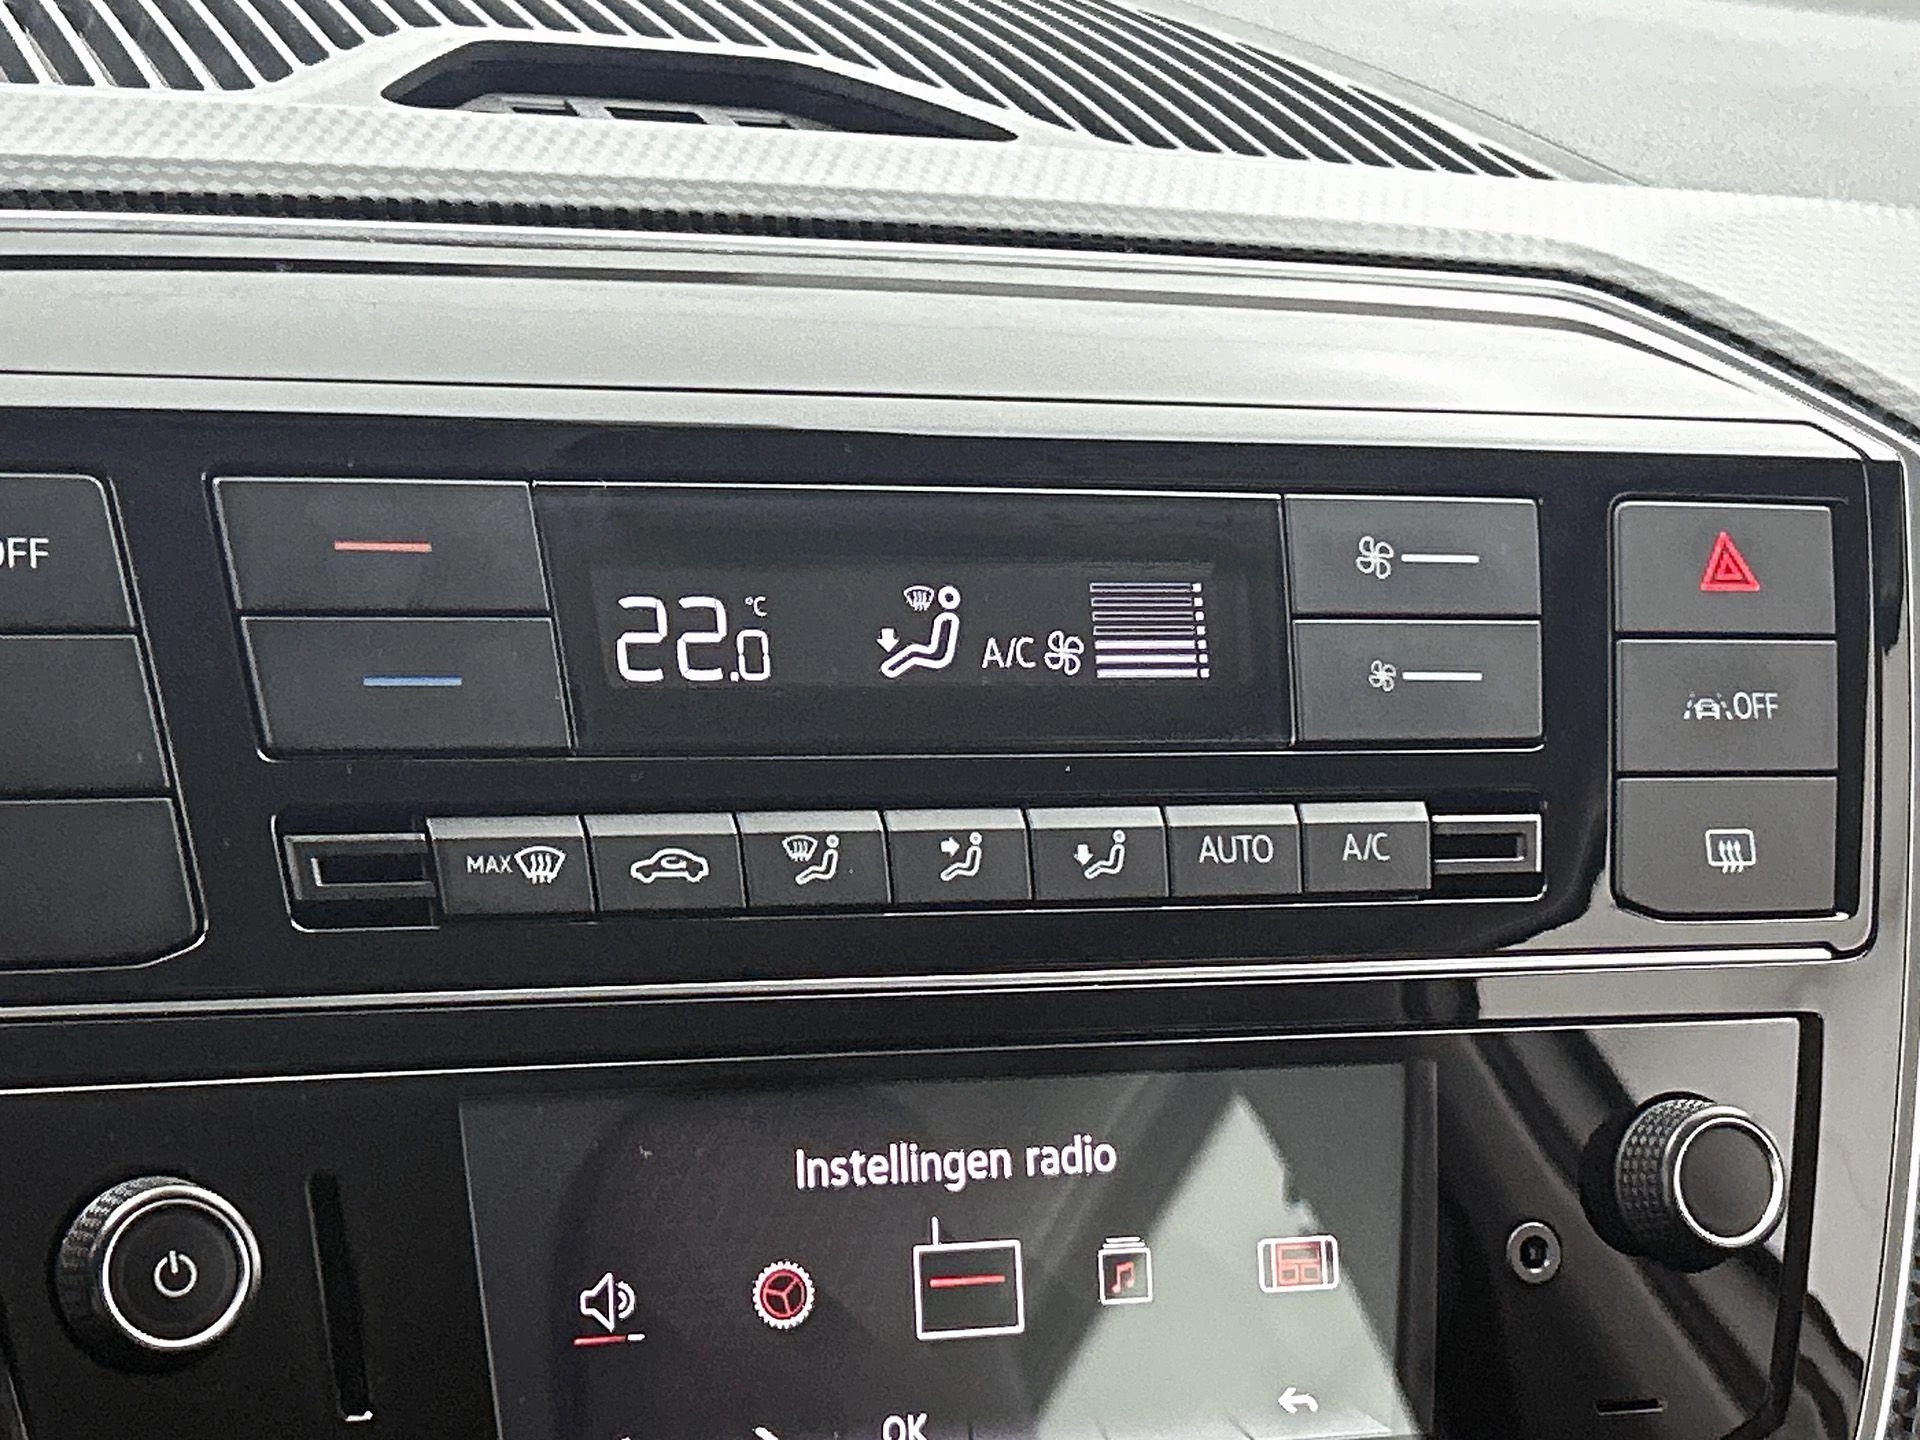 OFF
22.0 °C
A/C
OFF
MAX
AUTO
A/C
Instellingen radio
OK